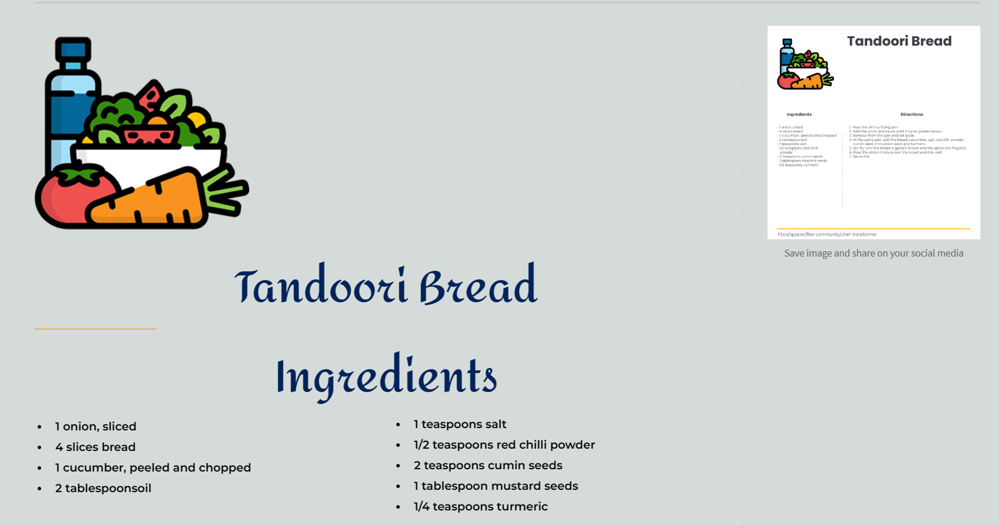 Tandoori Bread
Ingredients
• 1 onion, sliced
• 4 slices bread
• 1 cucumber, peeled and chopped
• 2 tablespoonsoil
• 1 teaspoons salt
• 1/2 teaspoons red chilli powder
• 2 teaspoons cumin seeds
• 1 tablespoon mustard seeds
• 1/4 teaspoons turmeric
Tandoori Bread
Ingredients
- 1 onion, sliced
- 4 slices bread
- 1 cucumber, peeled and chopped
- 2 tablespoonsoil
- 1 teaspoons salt
- 1/2 teaspoons red chilli
powder
- 2 teaspoons cumin seeds
- 1 tablespoon mustard seeds
- 1/4 teaspoons turmeric
Directions
1. Heat the oil in a frying pan.
2. Add the onion and saute until it turns golden brown.
3. Remove from the pan and set aside.
4. In the same pan, add the bread, cucumber, salt, red chili powder,
cumin seed, mmustard seed and turmeric.
5. Stir fry until the bread is golden brown and the spices are fragrant.
6. Pour the onion mixture over the bread and mix well.
7. Serve hot.
hf.co/spaces/flax-community/chef-transformer
Save image and share on your social media